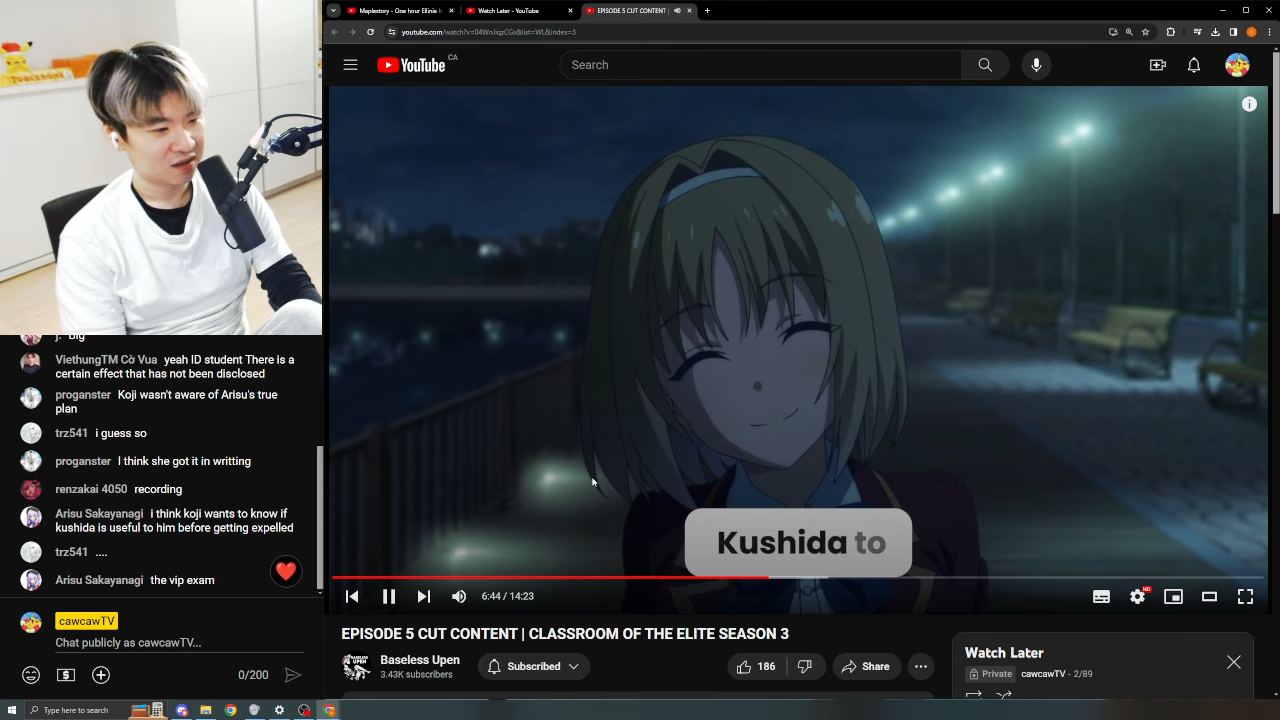 Maplestory - One hour Ellinia M
Watch Later - YouTube
EPISODE 5 CUT CONTENT |
youtube.com/watch?v=04WnJiqzCGs&list=WL&index=3
YouTube CA
Search
TOBLERONE
j. Big
ViethungTM Cờ Vua yeah ID student There is a
certain effect that has not been disclosed
proganster Koji wasn't aware of Arisu's true
plan
trz541 i guess so
proganster I think she got it in writting
renzakai 4050 recording
Arisu Sakayanagi i think koji wants to know if
kushida is useful to him before getting expelled
trz541 ....
Arisu Sakayanagi the vip exam
cawcawTV
Chat publicly as cawcawTV...
0/200
Kushida to
6:44 / 14:23
HD
EPISODE 5 CUT CONTENT | CLASSROOM OF THE ELITE SEASON 3
BASELESS
UPEN
Baseless Upen
3.43K subscribers
Subscribed
186
Share
Watch Later
Private cawcawTV - 2/89
Type here to search